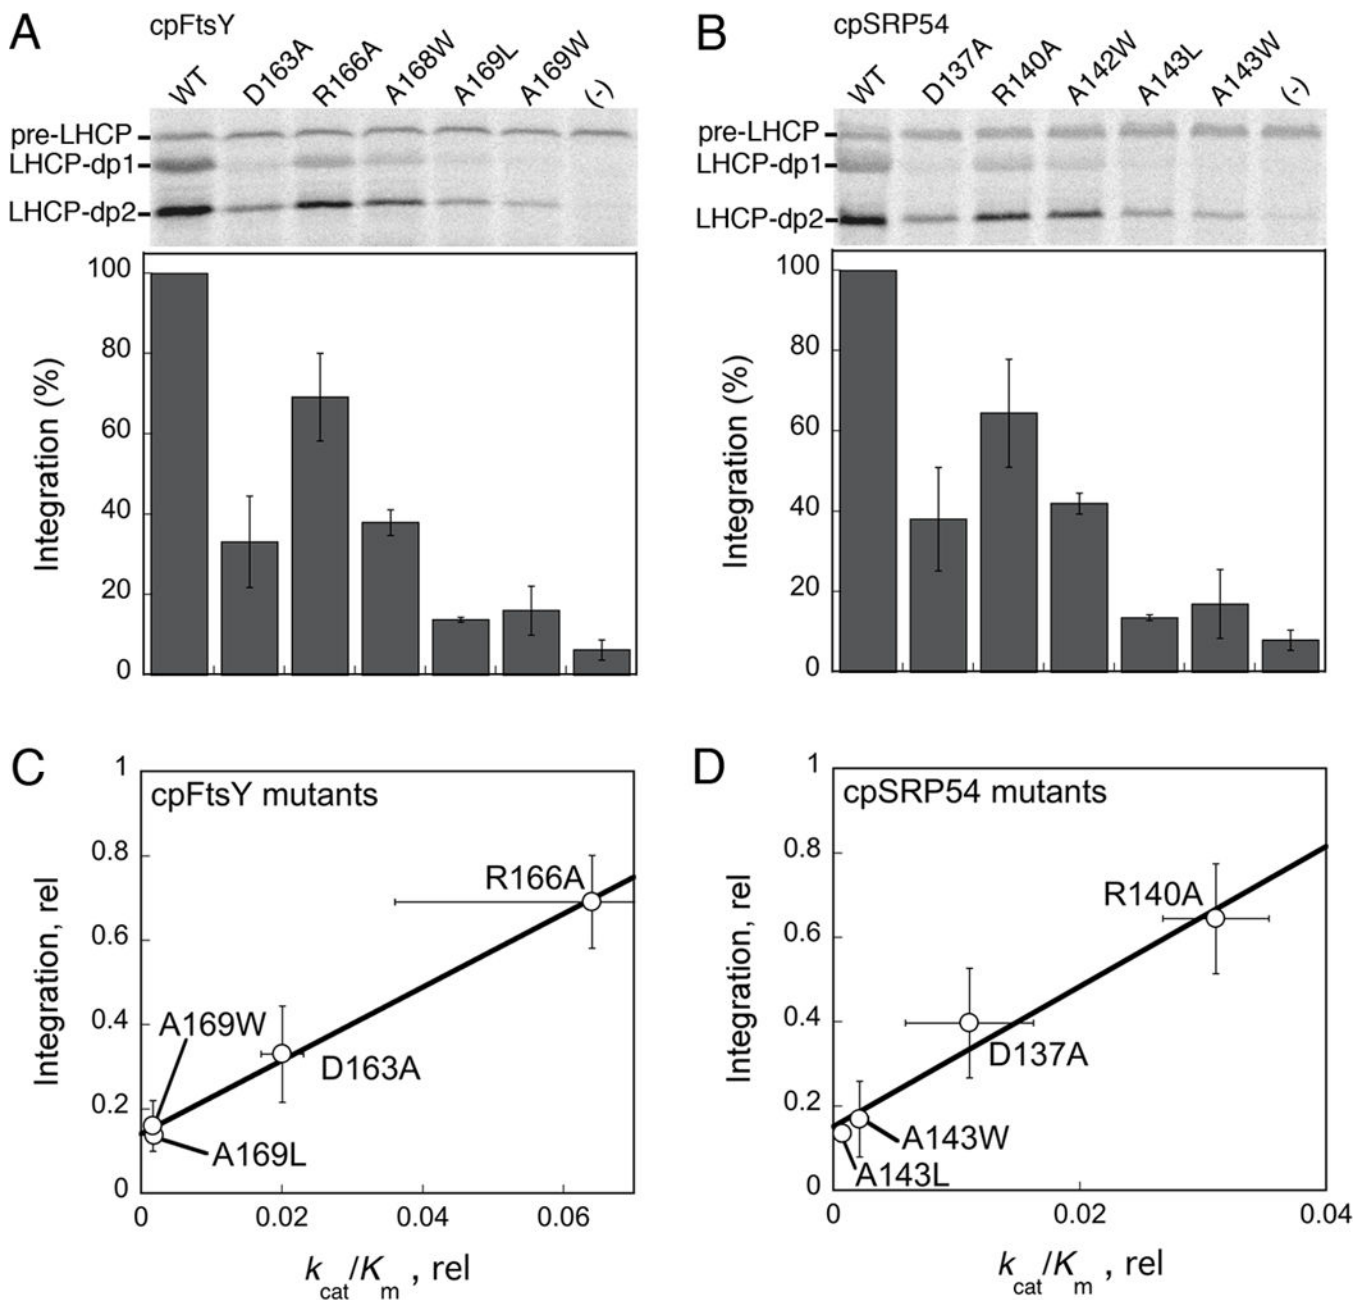 A
cpFtsY
WT D163A R166A A168W A169L A169W (-)
pre-LHCP
LHCP-dp1
LHCP-dp2
100
80
60
40
20
0
Integration (%)
B
cpSRP54
WT D137A R140A A142W A143L A143W (-)
pre-LHCP
LHCP-dp1
LHCP-dp2
100
80
60
40
20
0
Integration (%)
C
cpFtsY mutants
1
0.8
0.6
0.4
0.2
0
Integration, rel
R166A
A169W
D163A
A169L
0 0.02 0.04 0.06
kcat/Km , rel
D
cpSRP54 mutants
1
0.8
0.6
0.4
0.2
0
Integration, rel
R140A
D137A
A143W
A143L
0 0.02 0.04
kcat/Km , rel